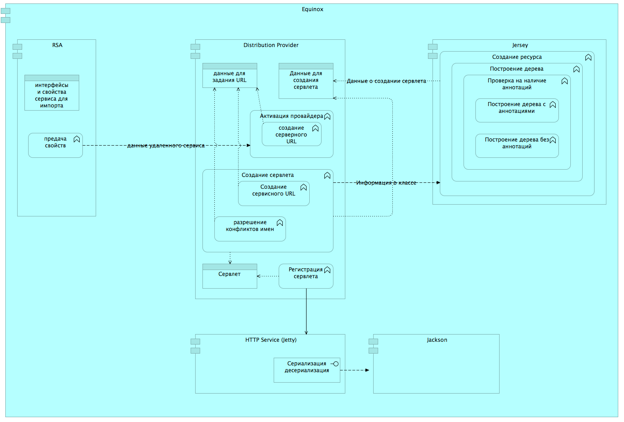 Equinox
RSA
интерфейсы
и свойства
сервиса для
импорта
предача
свойств
данные удаленного сервиса
Distribution Provider
данные для
задания URL
Данные для
создания
сервлета
Активация провайдера
создание
серверного
URL
Создание сервлета
Создание
сервисного URL
разрешение
конфликтов имен
Сервлет
Регистрация
сервлета
Данные о создании сервлета
Информация в классе
Jersey
Создание ресурса
Построение дерева
Проверка на наличие
аннотаций
Построение дерева с
аннотациями
Построение дерева без
аннотаций
HTTP Service (Jetty)
Сериализация
десериализация
Jackson